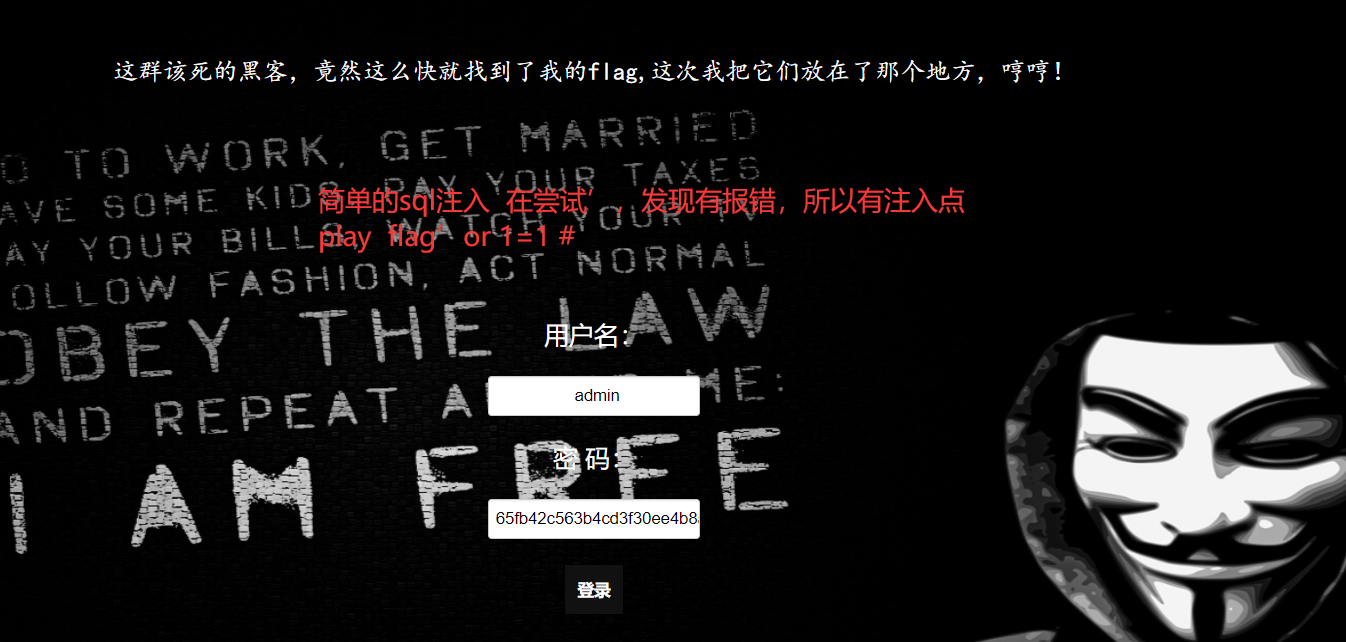 这群该死的黑客，竟然这么快就找到了我的flag,这次我把它们放在了那个地方，哼哼！
O TO WORK, GET MARRIED
AVE SOME KIDS, PAY YOUR TAXES
AY YOUR BILLS, WATCH YOUR TV
OLLOW FASHION, ACT NORMAL
OBEY THE LAW
AND REPEAT A ME:
I AM FREE
简单的sql注入 在尝试’ ，发现有报错，所以有注入点
play flag’ or 1=1 #
用户名：
admin
密 码：
65fb42c563b4cd3f30ee4b8
登录